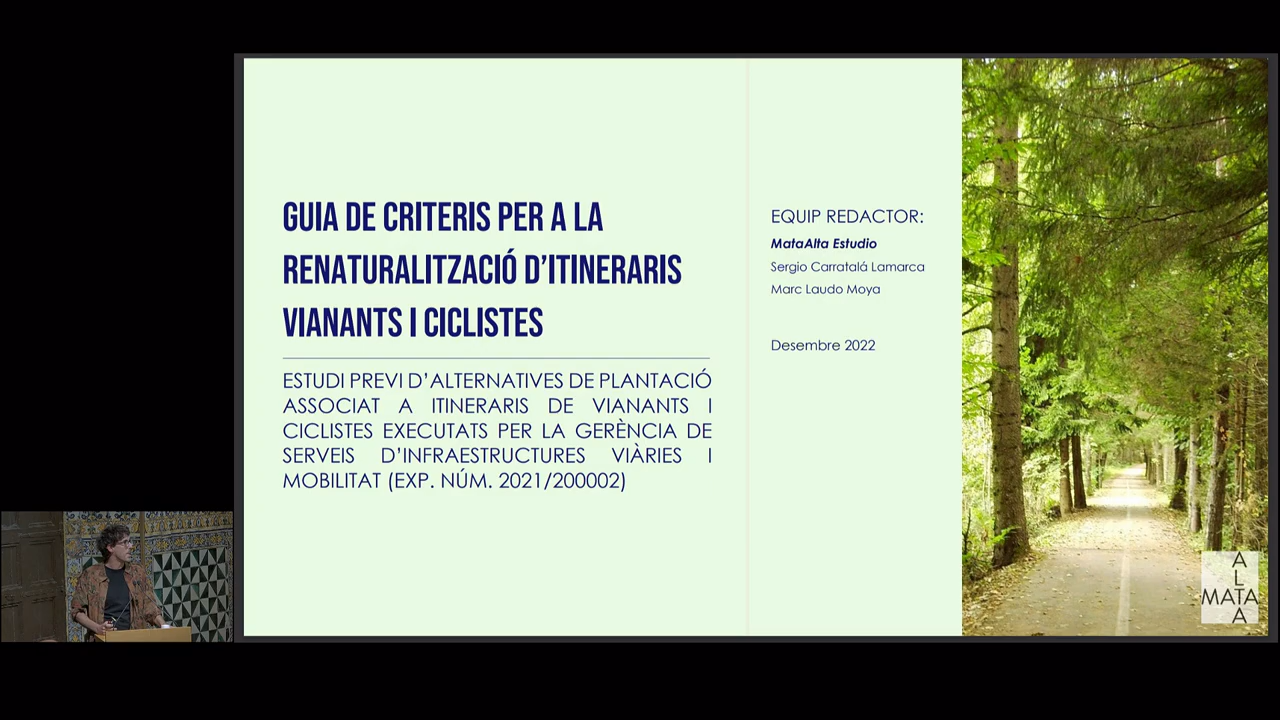 GUIA DE CRITERIS PER A LA
RENATURALITZACIÓ D'ITINERARIS
VIANANTS I CICLISTES
ESTUDI PREVI D'ALTERNATIVES DE PLANTACIÓ
ASSOCIAT A ITINERARIS DE VIANANTS I
CICLISTES EXECUTATS PER LA GERÈNCIA DE
SERVEIS D'INFRAESTRUCTURES VIÀRIES I
MOBILITAT (EXP. NÚM. 2021/200002)
EQUIP REDACTOR:
MataAlta Estudio
Sergio Carratalá Lamarca
Marc Laudo Moya
Desembre 2022
A
L
MATA
A